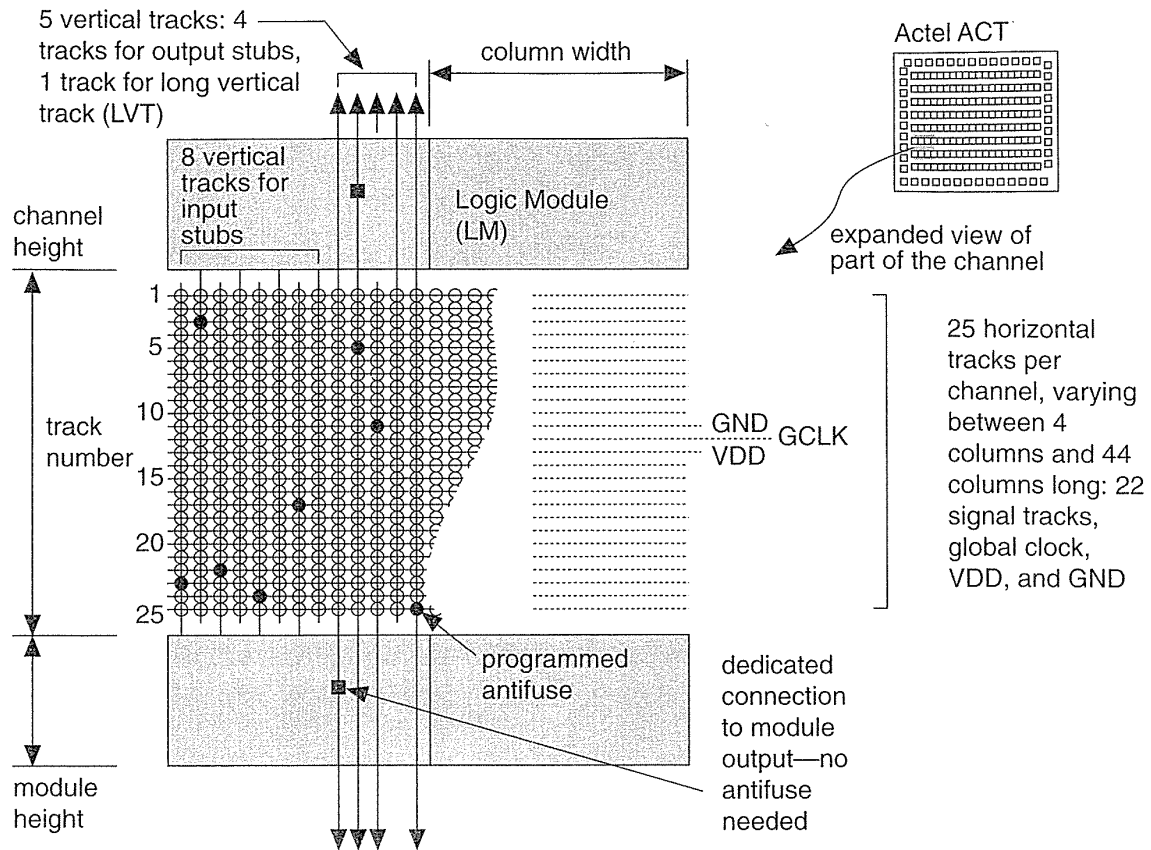 5 vertical tracks: 4
tracks for output stubs,
1 track for long vertical
track (LVT)
column width
Actel ACT
8 vertical
tracks for
input
stubs
Logic Module
(LM)
channel
height
expanded view of
part of the channel
1
5
10
15
20
25
track
number
GND
GCLK
VDD
25 horizontal
tracks per
channel, varying
between 4
columns and 44
columns long: 22
signal tracks,
global clock,
VDD, and GND
programmed
antifuse
dedicated
connection
to module
output—no
antifuse
needed
module
height